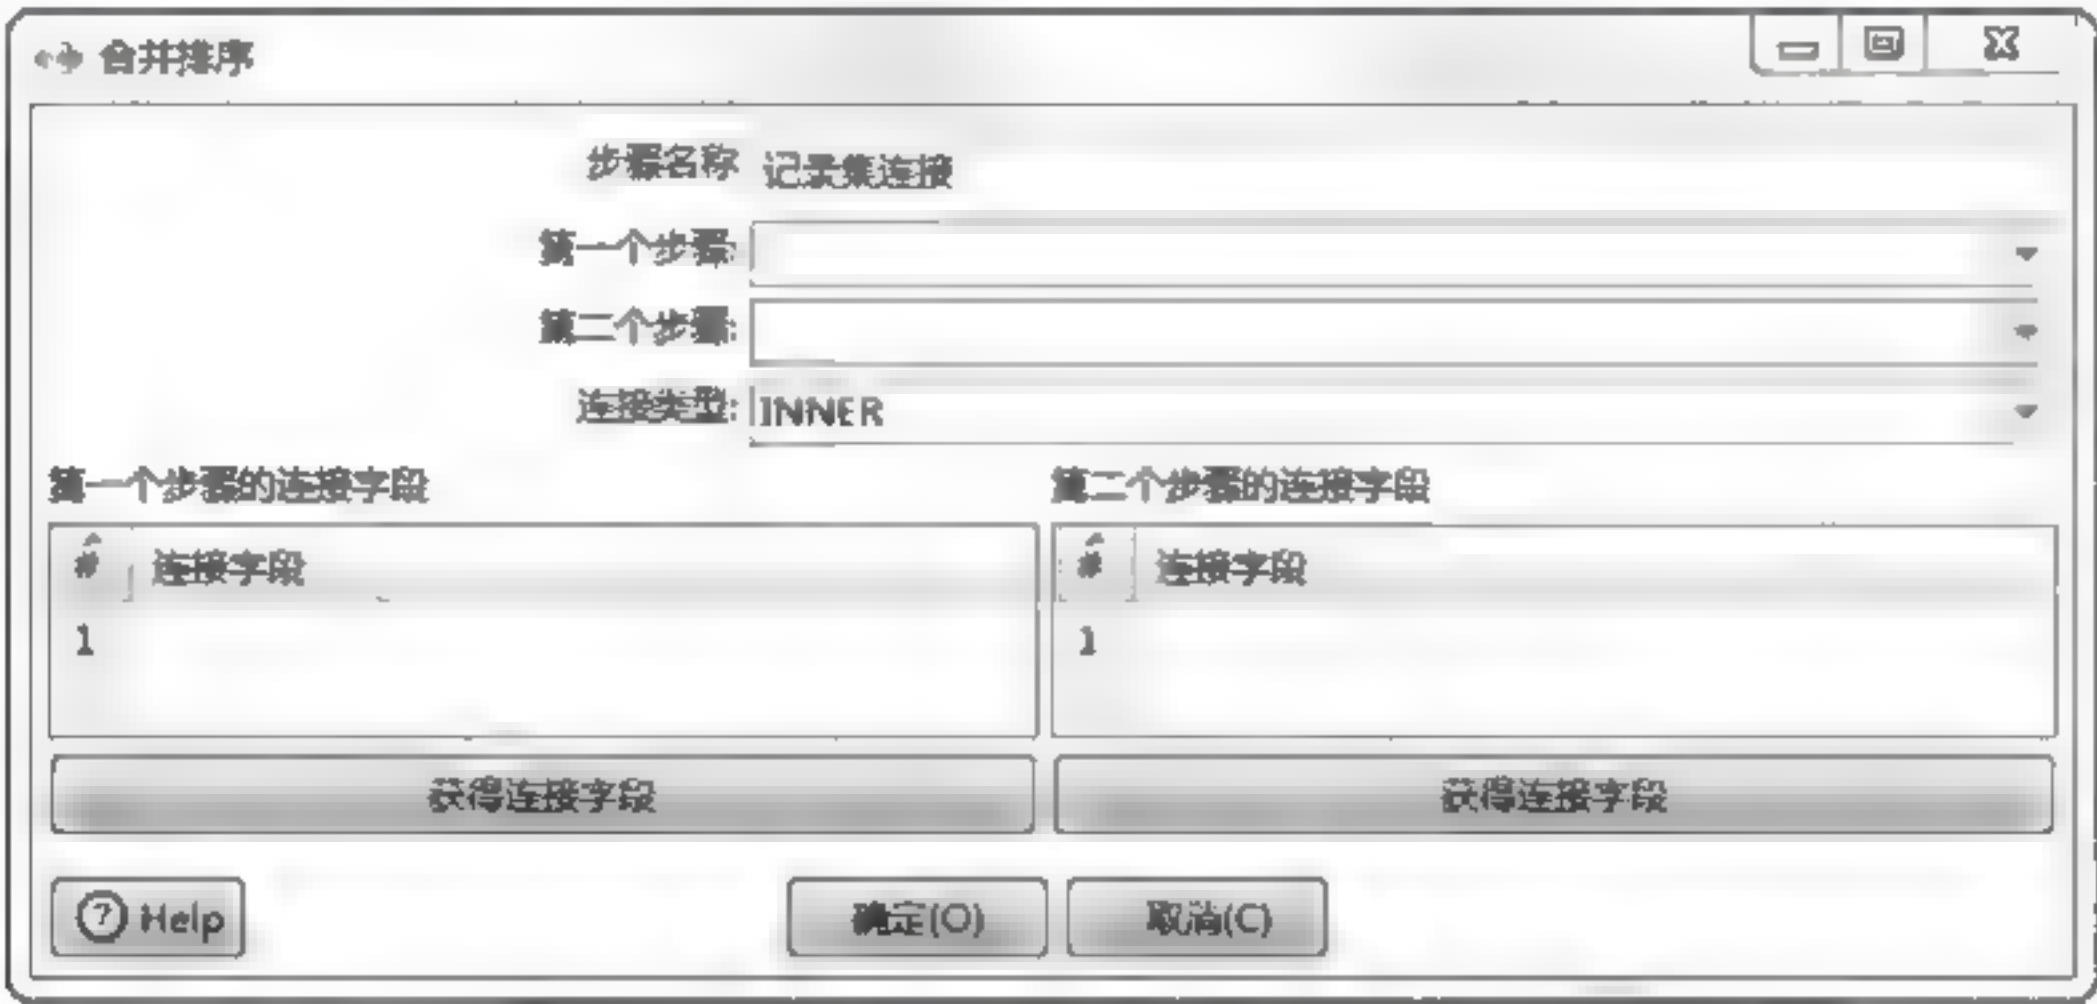 合并排序
步骤名称 记录集连接
第一个步骤:
第二个步骤:
连接类型: INNER
第一个步骤的连接字段 第二个步骤的连接字段
# 连接字段 # 连接字段
1 1
获得连接字段 获得连接字段
? Help 确定(O) 取消(C)